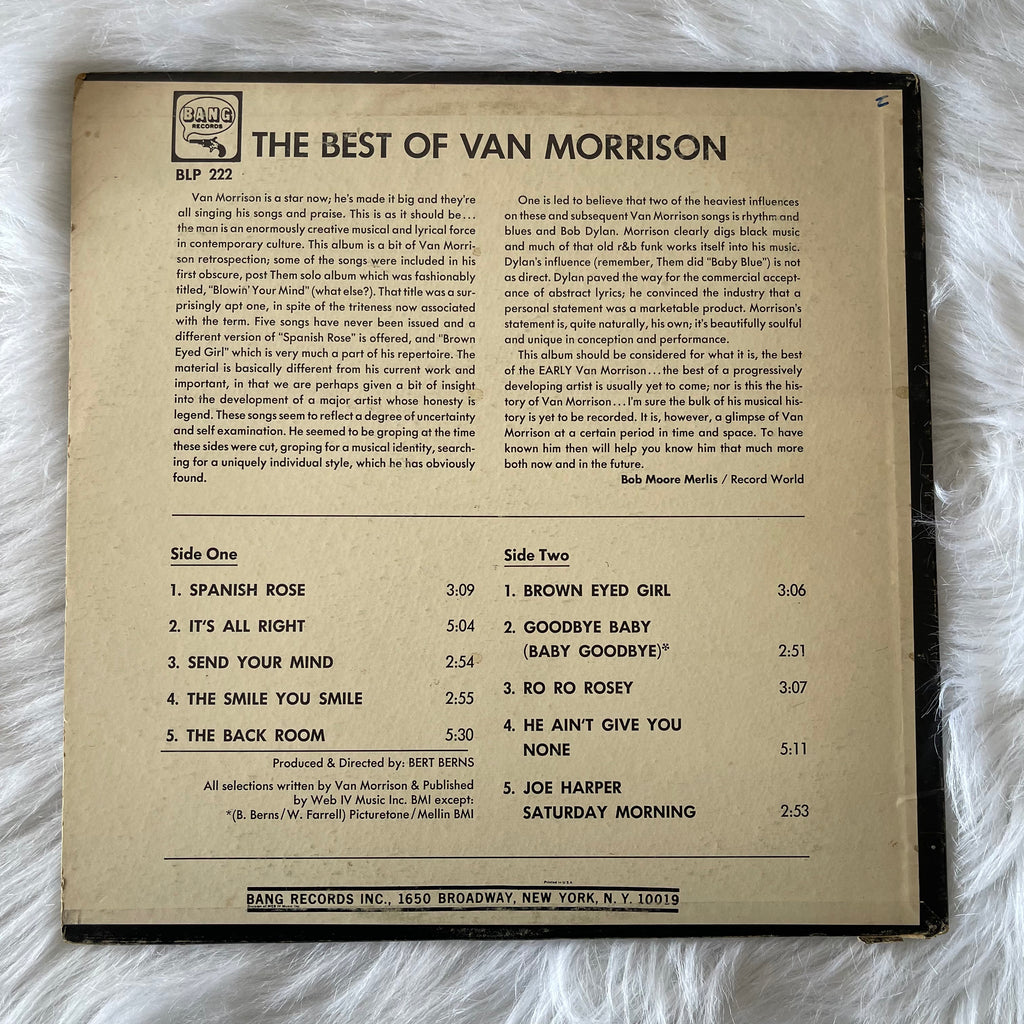 BANG
RECORDS
THE BEST OF VAN MORRISON
BLP 222
Van Morrison is a star now; he's made it big and they're
all singing his songs and praise. This is as it should be...
the man is an enormously creative musical and lyrical force
in contemporary culture. This album is a bit of Van Morri-
son retrospection; some of the songs were included in his
first obscure, post Them solo album which was fashionably
titled, "Blowin' Your Mind" (what else?). That title was a sur-
prisingly apt one, in spite of the triteness now associated
with the term. Five songs have never been issued and a
different version of "Spanish Rose" is offered, and "Brown
Eyed Girl" which is very much a part of his repertoire. The
material is basically different from his current work and
important, in that we are perhaps given a bit of insight
into the development of a major artist whose honesty is
legend. These songs seem to reflect a degree of uncertainty
and self examination. He seemed to be groping at the time
these sides were cut, groping for a musical identity, search-
ing for a uniquely individual style, which he has obviously
found.
One is led to believe that two of the heaviest influences
on these and subsequent Van Morrison songs is rhythm and
blues and Bob Dylan. Morrison clearly digs black music
and much of that old r&b funk works itself into his music.
Dylan's influence (remember, Them did "Baby Blue") is not
as direct. Dylan paved the way for the commercial accept-
ance of abstract lyrics; he convinced the industry that a
personal statement was a marketable product. Morrison's
statement is, quite naturally, his own; it's beautifully soulful
and unique in conception and performance.
This album should be considered for what it is, the best
of the EARLY Van Morrison...the best of a progressively
developing artist is usually yet to come; nor is this the his-
tory of Van Morrison...I'm sure the bulk of his musical his-
tory is yet to be recorded. It is, however, a glimpse of Van
Morrison at a certain period in time and space. To have
known him then will help you know him that much more
both now and in the future.
Bob Moore Merlis / Record World
Side One
1. SPANISH ROSE 3:09
2. IT'S ALL RIGHT 5:04
3. SEND YOUR MIND 2:54
4. THE SMILE YOU SMILE 2:55
5. THE BACK ROOM 5:30
Produced & Directed by: BERT BERNS
All selections written by Van Morrison & Published
by Web IV Music Inc. BMI except:
*(B. Berns/W. Farrell) Picturetone/Mellin BMI
Side Two
1. BROWN EYED GIRL 3:06
2. GOODBYE BABY
(BABY GOODBYE)* 2:51
3. RO RO ROSEY 3:07
4. HE AIN'T GIVE YOU
NONE 5:11
5. JOE HARPER
SATURDAY MORNING 2:53
Printed in U.S.A.
BANG RECORDS INC., 1650 BROADWAY, NEW YORK, N. Y. 10019